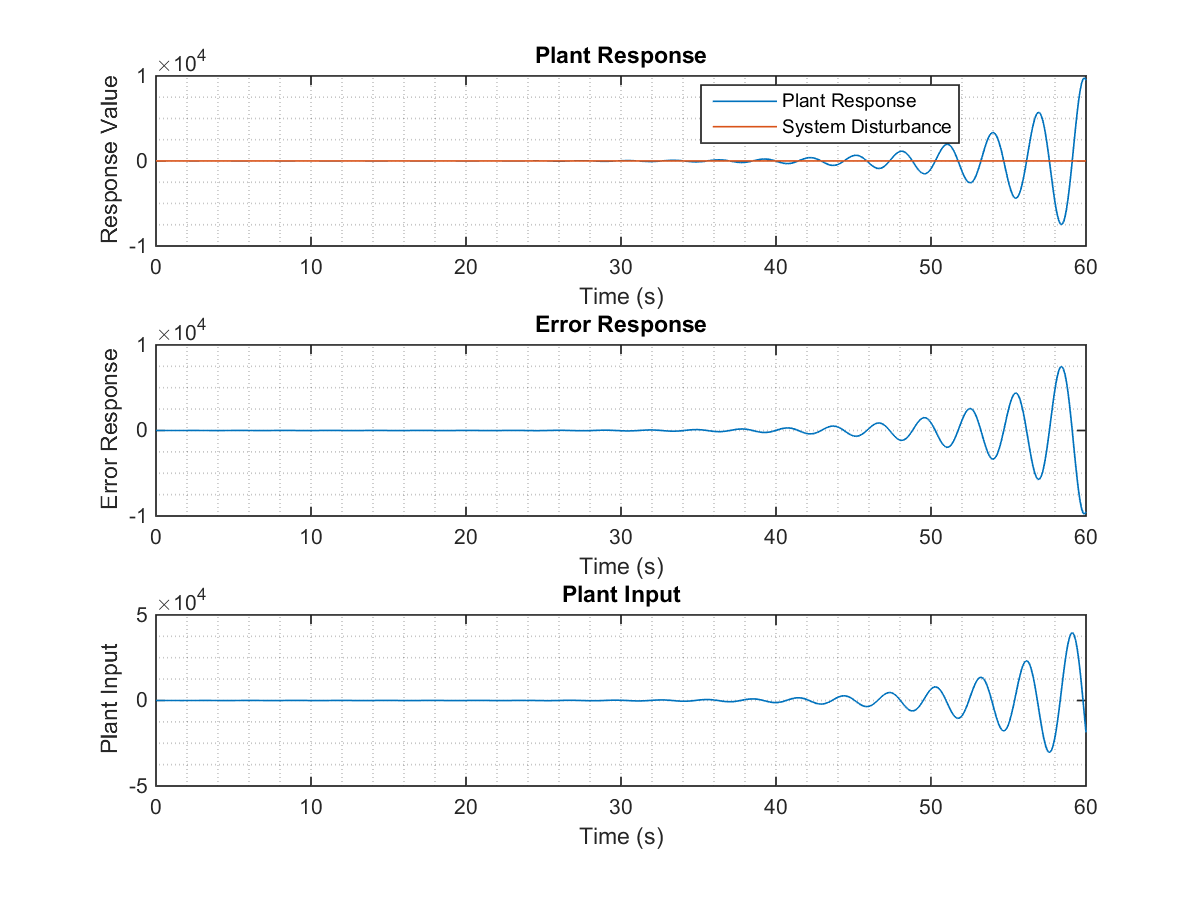 Plant Response
×10^4
1
0
-1
Response Value
Plant Response
System Disturbance
0 10 20 30 40 50 60
Time (s)
Error Response
×10^4
1
0
-1
Error Response
0 10 20 30 40 50 60
Time (s)
Plant Input
×10^4
5
0
-5
Plant Input
0 10 20 30 40 50 60
Time (s)